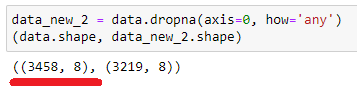 data_new_2 = data.dropna(axis=0, how='any')
(data.shape, data_new_2.shape)
((3458, 8), (3219, 8))